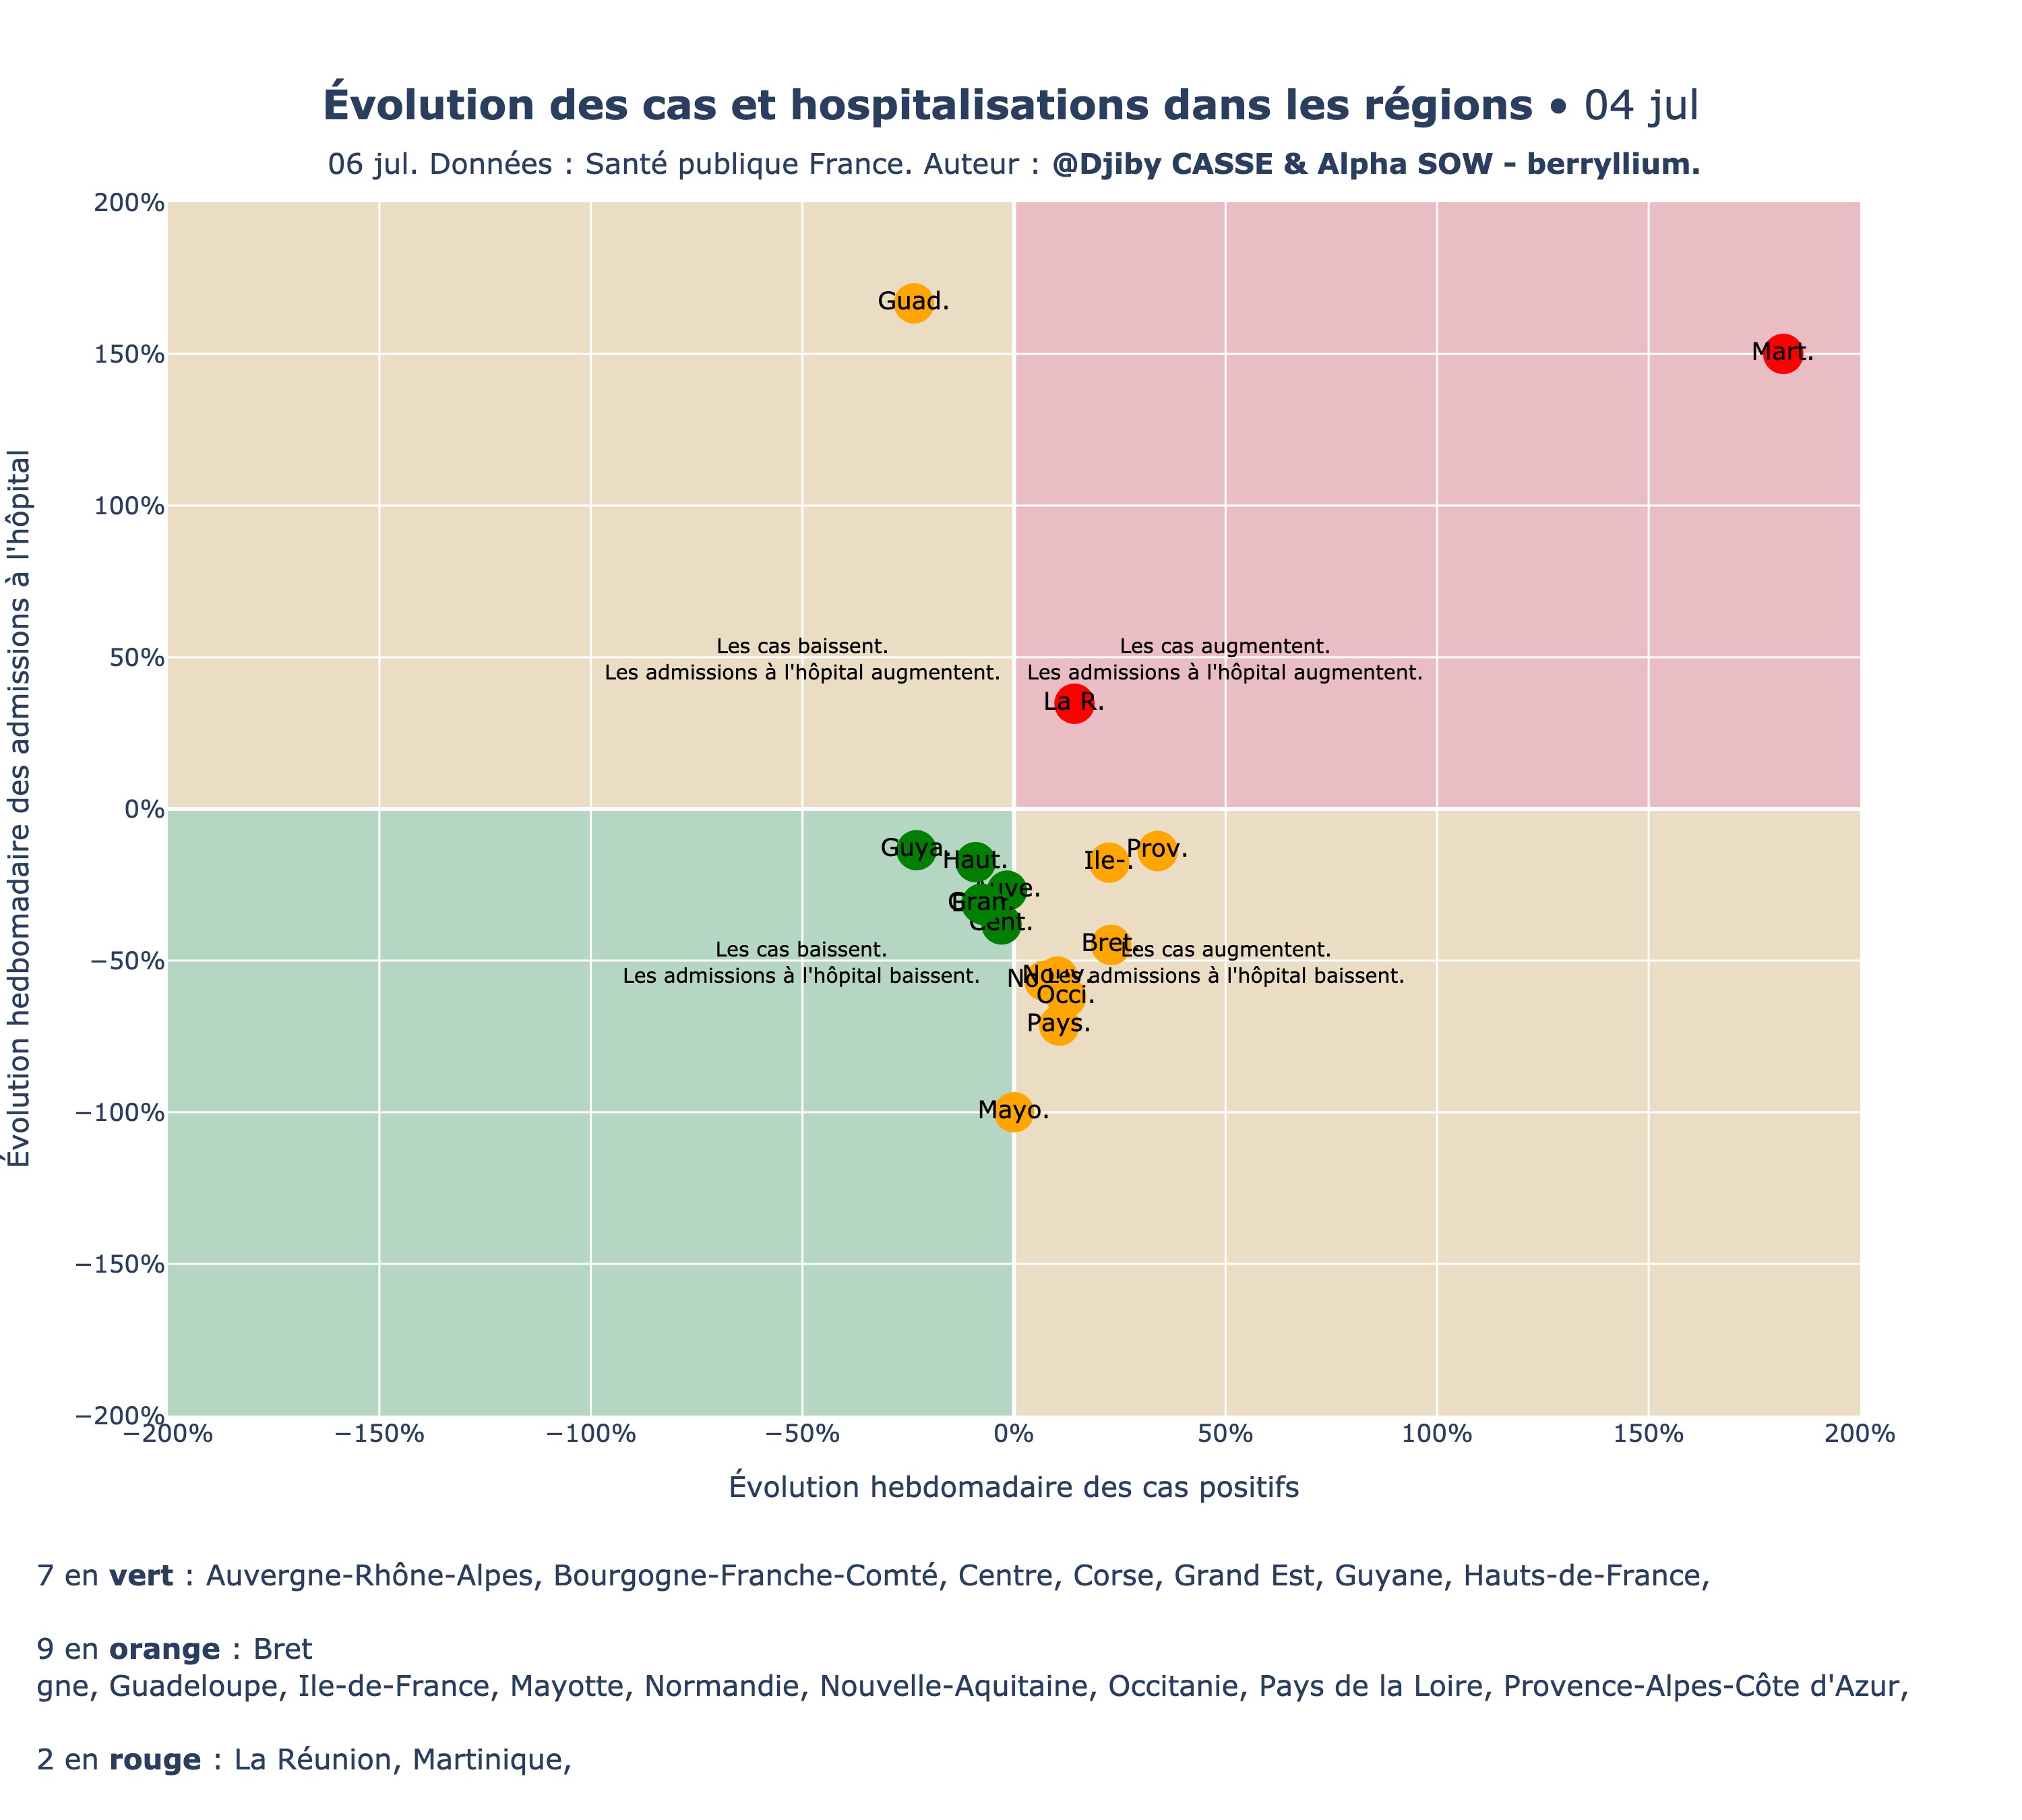 Évolution des cas et hospitalisations dans les régions • 04 jul
06 jul. Données : Santé publique France. Auteur : @Djiby CASSE & Alpha SOW - berryllium.
200%
150%
100%
50%
0%
−50%
−100%
−150%
−200%
Évolution hedbomadaire des admissions à l'hôpital
Guad.
Mart.
Les cas baissent.
Les admissions à l'hôpital augmentent.
Les cas augmentent.
Les admissions à l'hôpital augmentent.
La R.
Guya.
Haut.
Ile-.
Prov.
Gran.
Cent.
Bret.
Les cas baissent.
Les admissions à l'hôpital baissent.
Les cas augmentent.
Les admissions à l'hôpital baissent.
Nouv.
Occi.
Pays.
Mayo.
−200%
−150%
−100%
−50%
0%
50%
100%
150%
200%
Évolution hebdomadaire des cas positifs
7 en vert : Auvergne-Rhône-Alpes, Bourgogne-Franche-Comté, Centre, Corse, Grand Est, Guyane, Hauts-de-France,
9 en orange : Bret
gne, Guadeloupe, Ile-de-France, Mayotte, Normandie, Nouvelle-Aquitaine, Occitanie, Pays de la Loire, Provence-Alpes-Côte d'Azur,
2 en rouge : La Réunion, Martinique,